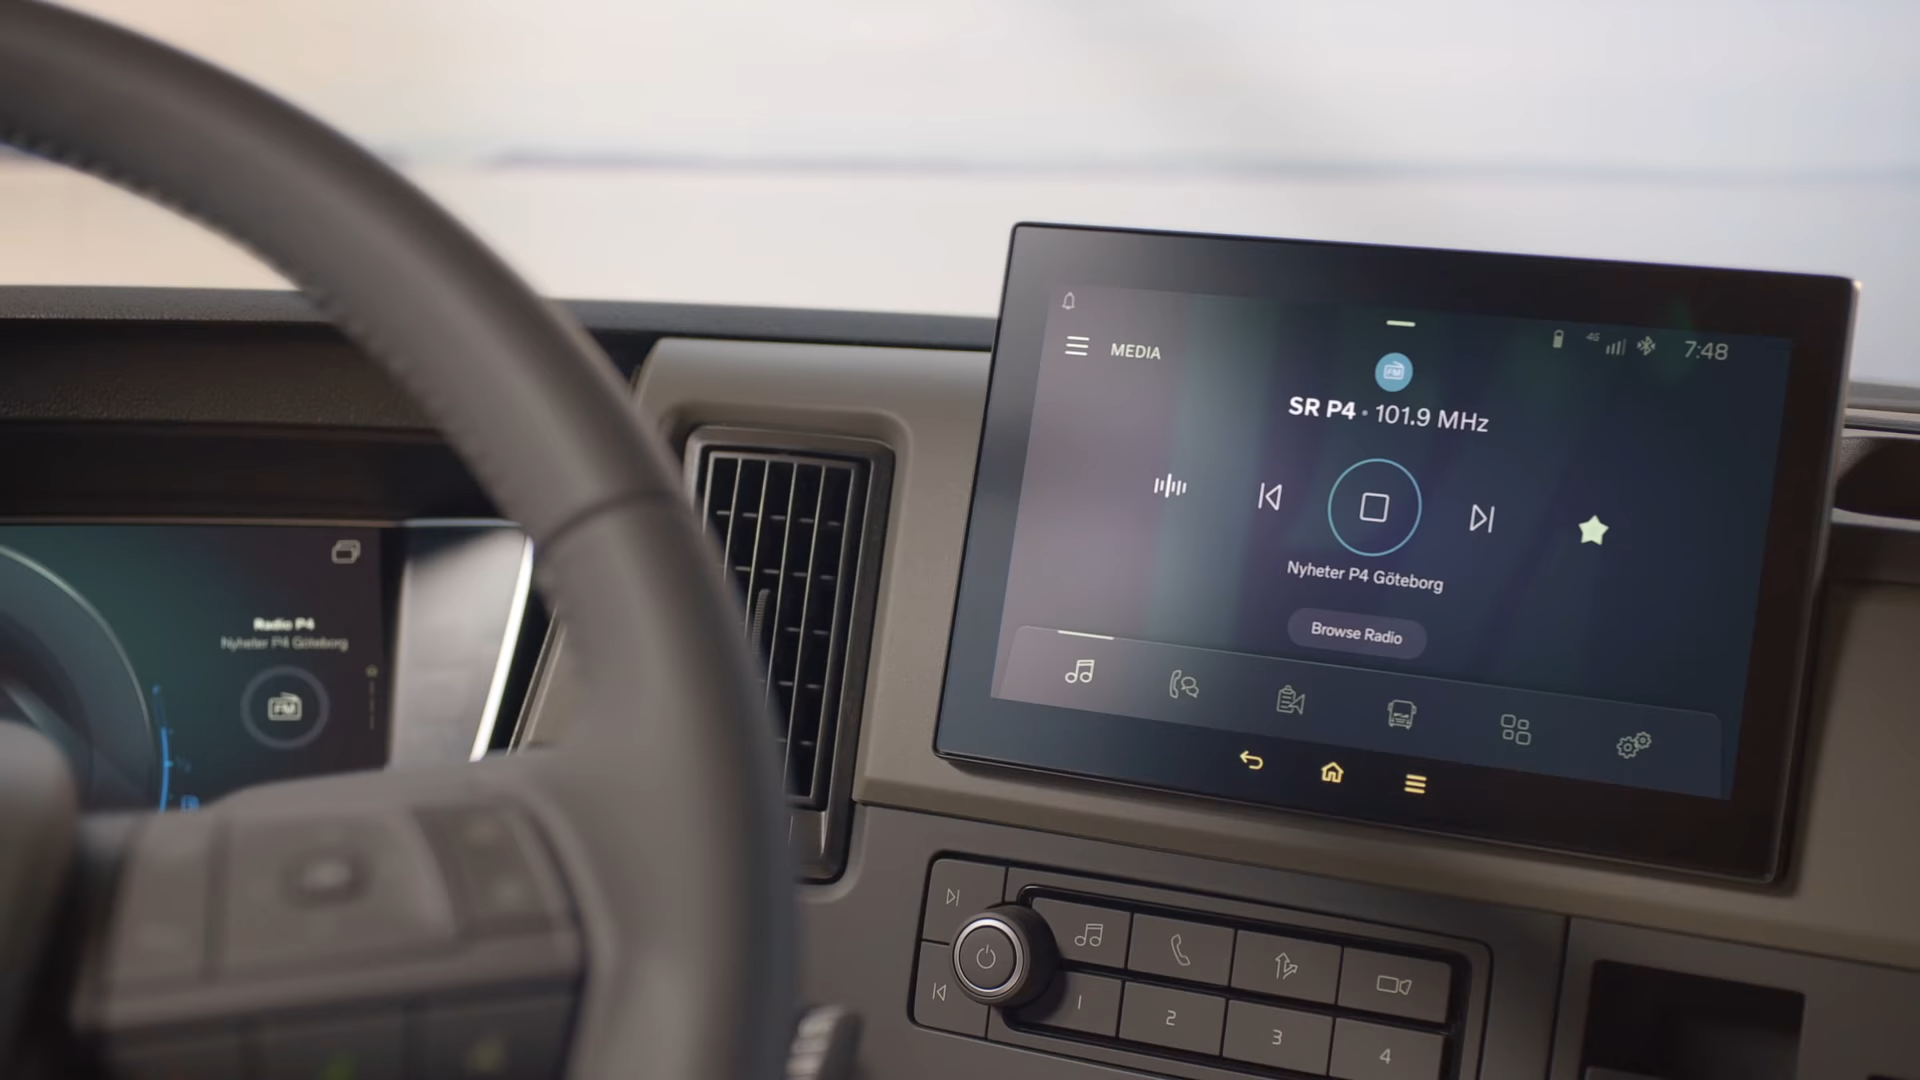 MEDIA
4G
7:48
FM
SR P4 • 101.9 MHz
Nyheter P4 Göteborg
Browse Radio
Radio P4
Nyheter P4 Göteborg
FM
1
2
3
4